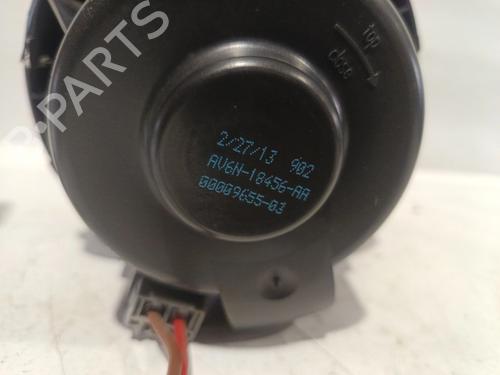 top
close
2/27/13 902
AV6N-18456-AA
00009655-03
B-PARTS